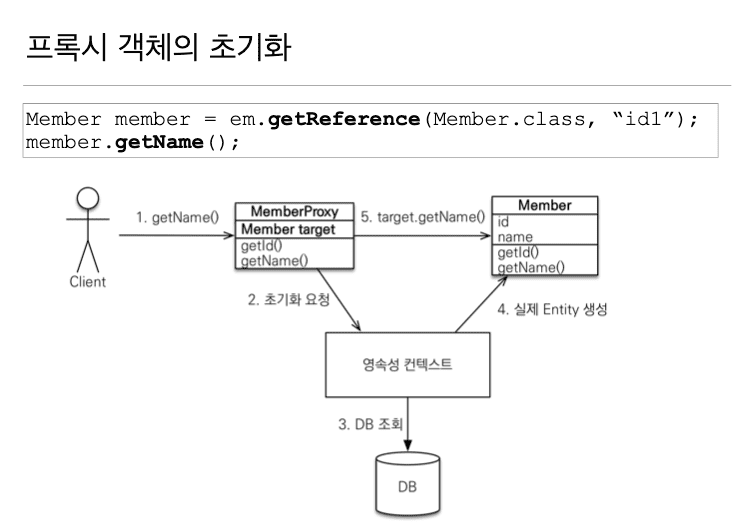 프록시 객체의 초기화
Member member = em.getReference(Member.class, “id1”);
member.getName();
1. getName()
MemberProxy
Member target
getId()
getName()
5. target.getName()
Member
id
name
getId()
getName()
Client
2. 초기화 요청
4. 실제 Entity 생성
영속성 컨텍스트
3. DB 조회
DB